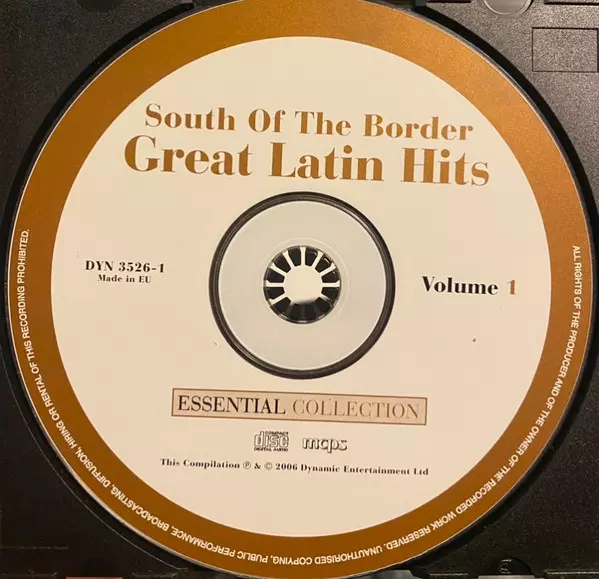 South Of The Border
Great Latin Hits
DYN 3526-1
Made in EU
Volume 1
ESSENTIAL COLLECTION
COMPACT
disc
DIGITAL AUDIO
mcps
This Compilation ℗ & © 2006 Dynamic Entertainment Ltd
ALL RIGHTS OF THE PRODUCER AND OF THE OWNER OF THE RECORDED WORK RESERVED. UNAUTHORISED COPYING, PUBLIC PERFORMANCE, BROADCASTING, DIFFUSION, HIRING OR RENTAL OF THIS RECORDING PROHIBITED.